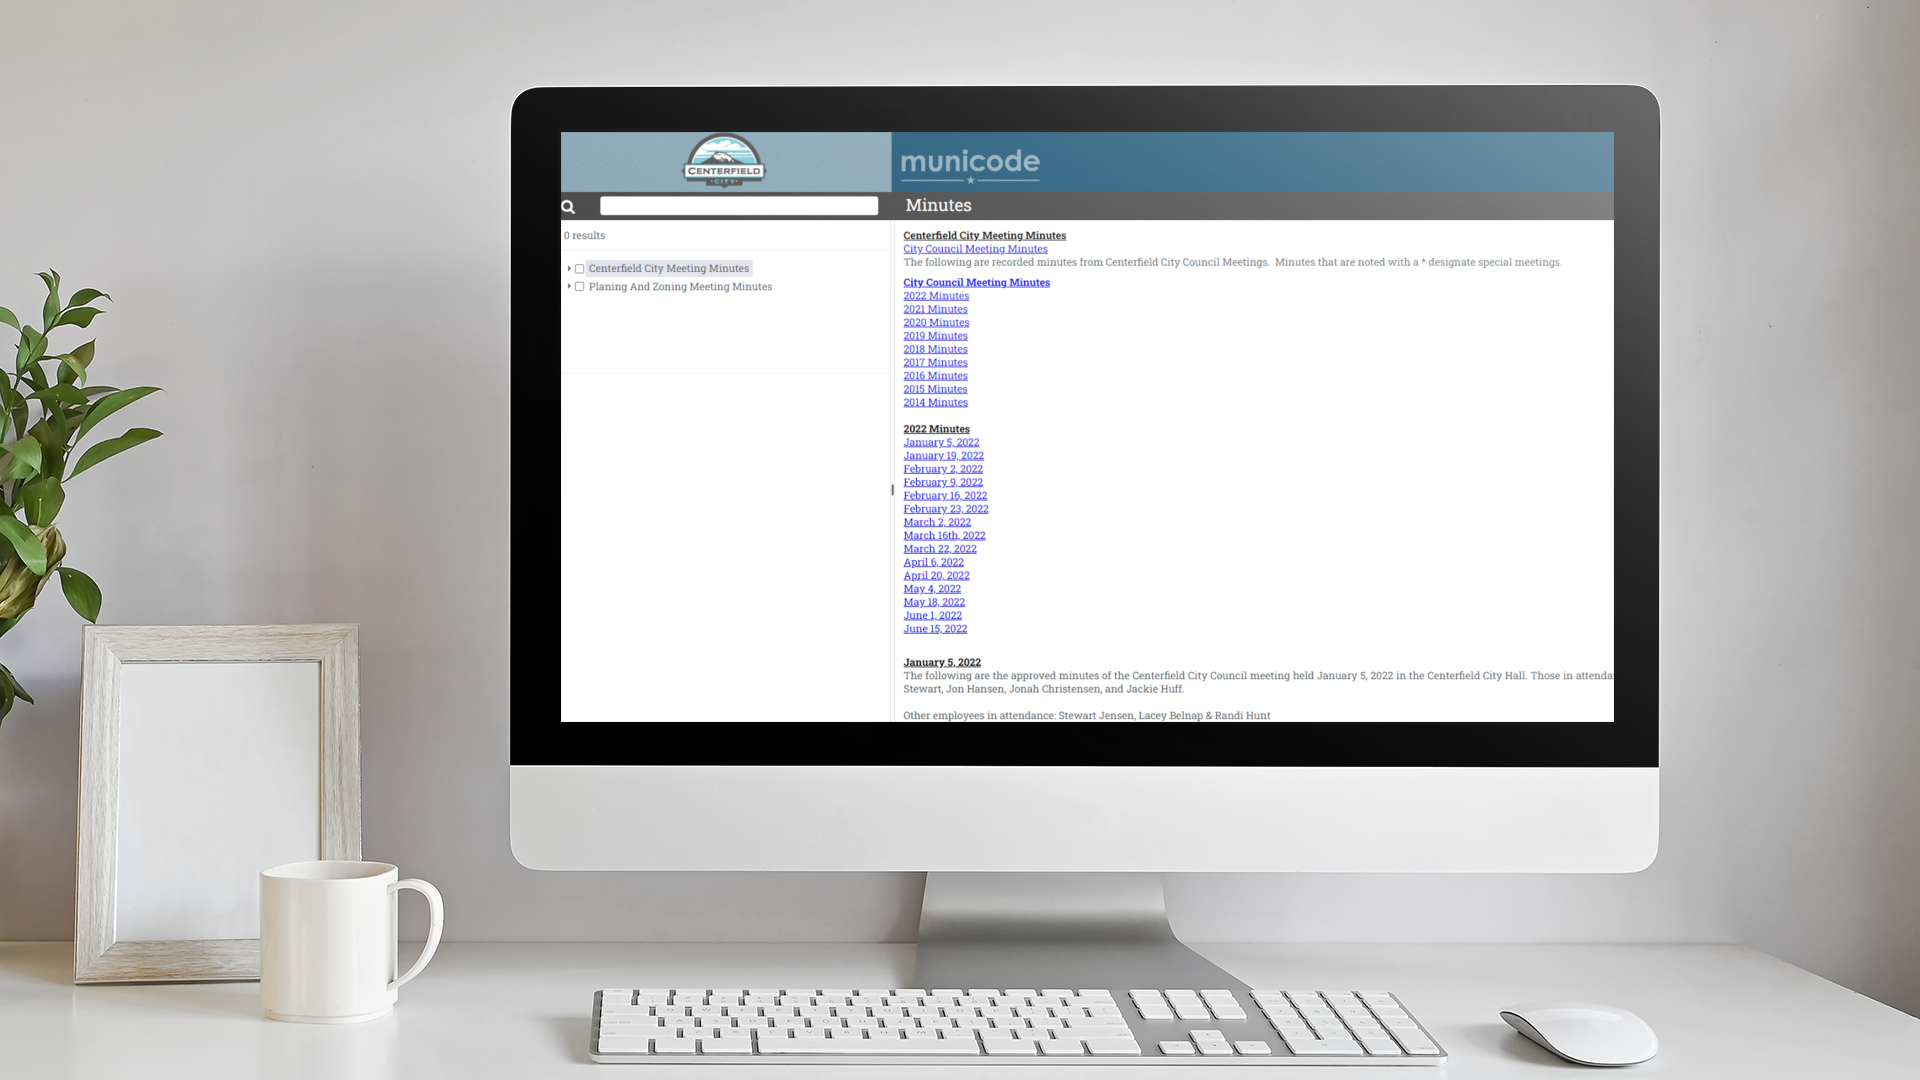 CENTERFIELD
CITY
municode
Minutes
0 results
Centerfield City Meeting Minutes
Planing And Zoning Meeting Minutes
Centerfield City Meeting Minutes
City Council Meeting Minutes
The following are recorded minutes from Centerfield City Council Meetings. Minutes that are noted with a * designate special meetings.
City Council Meeting Minutes
2022 Minutes
2021 Minutes
2020 Minutes
2019 Minutes
2018 Minutes
2017 Minutes
2016 Minutes
2015 Minutes
2014 Minutes
2022 Minutes
January 5, 2022
January 19, 2022
February 2, 2022
February 9, 2022
February 16, 2022
February 23, 2022
March 2, 2022
March 16th, 2022
March 22, 2022
April 6, 2022
April 20, 2022
May 4, 2022
May 18, 2022
June 1, 2022
June 15, 2022
January 5, 2022
The following are the approved minutes of the Centerfield City Council meeting held January 5, 2022 in the Centerfield City Hall. Those in attenda
Stewart, Jon Hansen, Jonah Christensen, and Jackie Huff.
Other employees in attendance: Stewart Jensen, Lacey Belnap & Randi Hunt